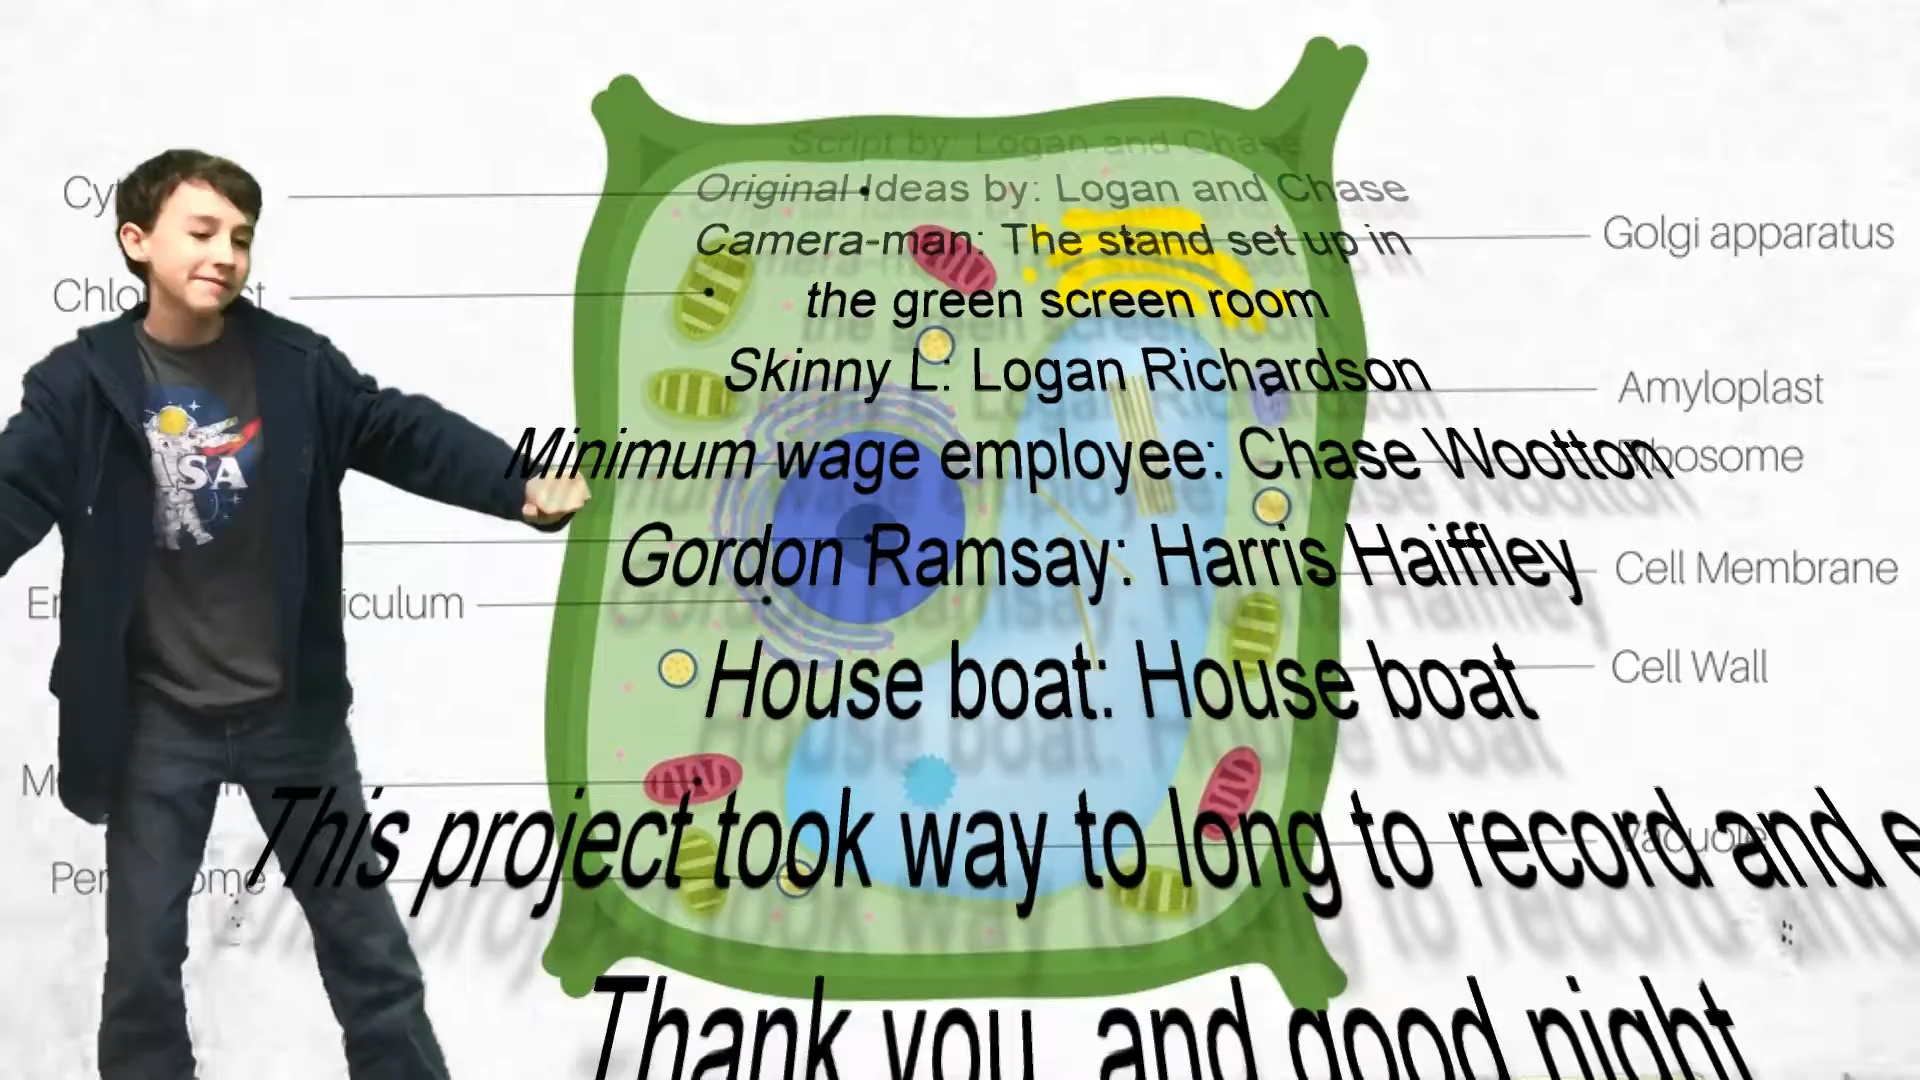 Script by: Logan and Chase
Original Ideas by: Logan and Chase
Camera-man: The stand set up in
the green screen room
Skinny L: Logan Richardson
Minimum wage employee: Chase Wootton
Gordon Ramsay: Harris Haiffley
House boat: House boat
This project took way to long to record and
Thank you, and good night
Golgi apparatus
Amyloplast
Cell Membrane
Cell Wall
Vacuole